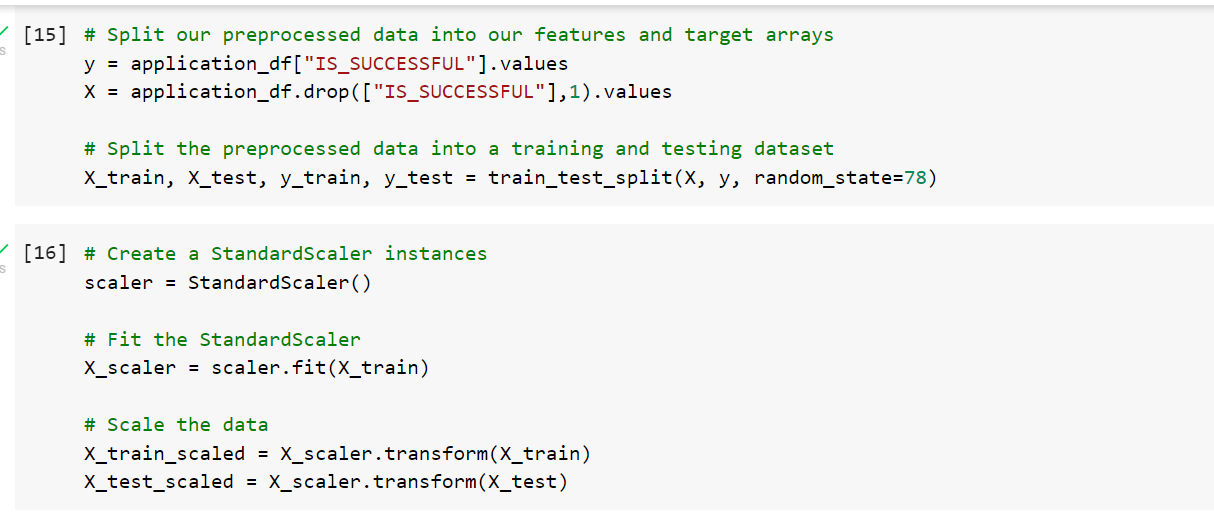 [15] # Split our preprocessed data into our features and target arrays
y = application_df["IS_SUCCESSFUL"].values
X = application_df.drop(["IS_SUCCESSFUL"],1).values
# Split the preprocessed data into a training and testing dataset
X_train, X_test, y_train, y_test = train_test_split(X, y, random_state=78)
s
[16] # Create a StandardScaler instances
scaler = StandardScaler()
s
# Fit the StandardScaler
X_scaler = scaler.fit(X_train)
# Scale the data
X_train_scaled = X_scaler.transform(X_train)
X_test_scaled = X_scaler.transform(X_test)